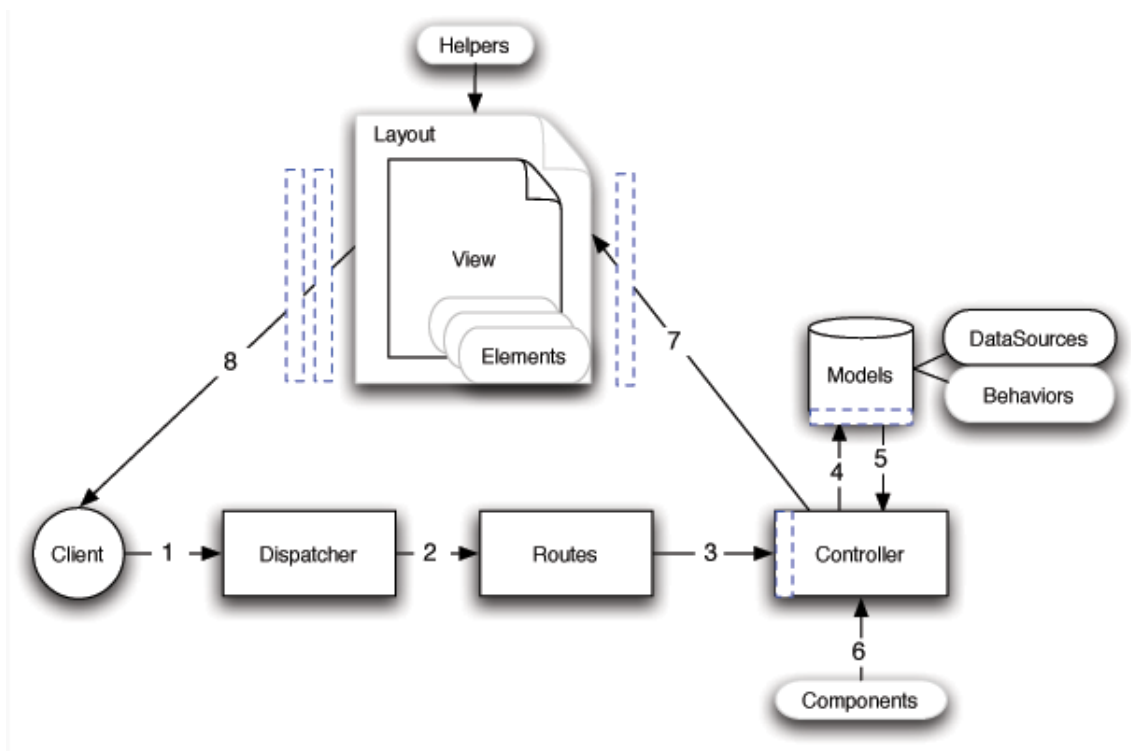 Helpers
Layout
View
Elements
8
7
Models
DataSources
Behaviors
4
5
Client
1
Dispatcher
2
Routes
3
Controller
6
Components